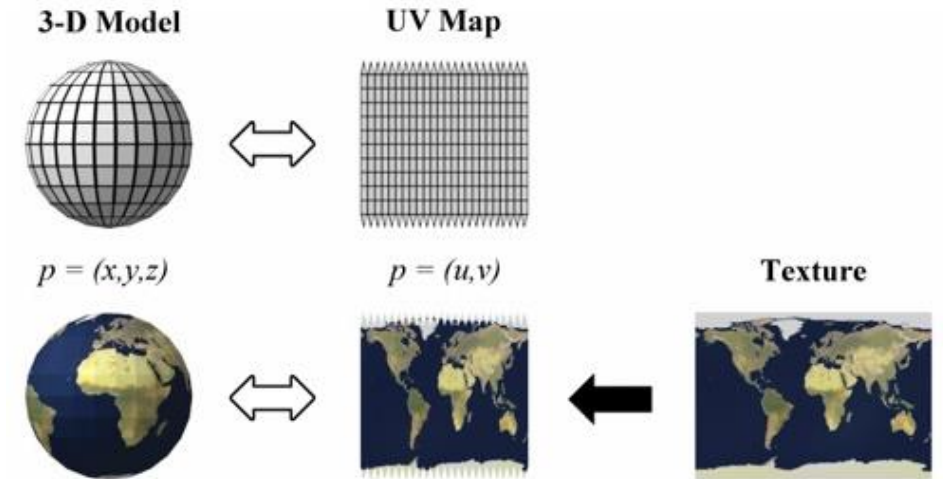 3-D Model
UV Map
p = (x,y,z)
p = (u,v)
Texture